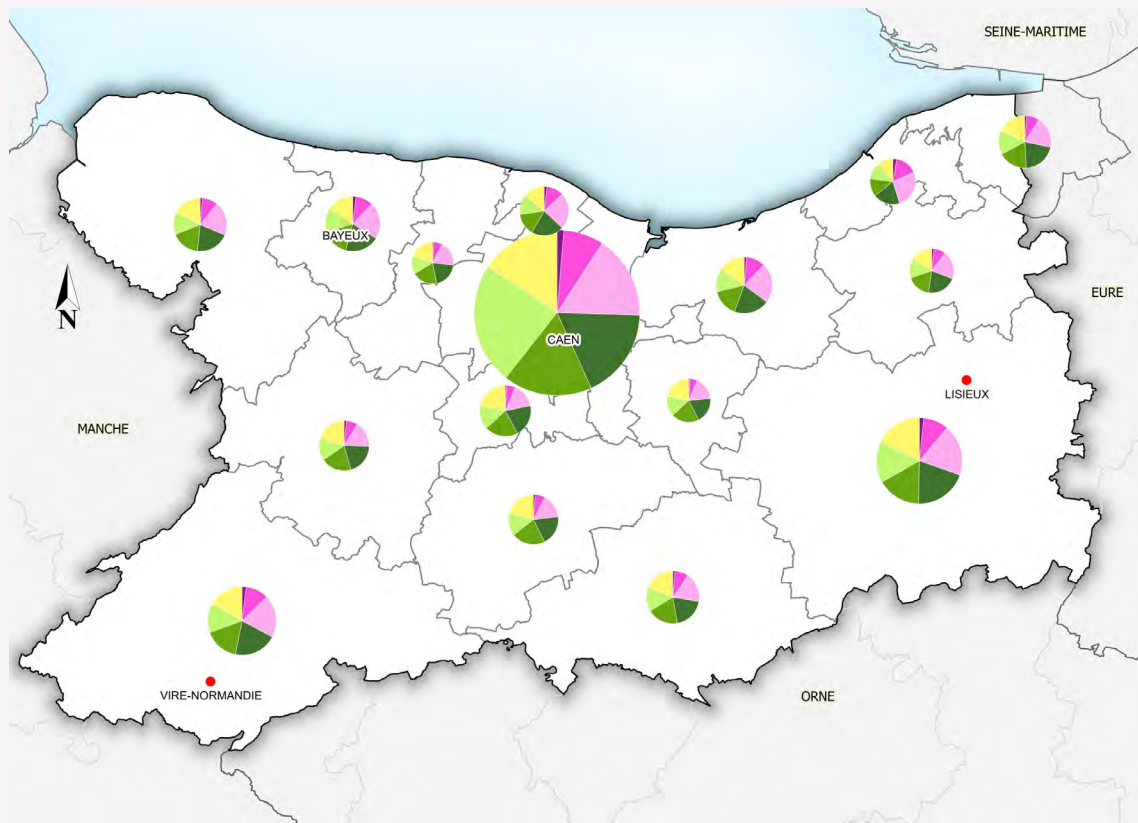 SEINE-MARITIME
BAYEUX
EURE
N
CAEN
LISIEUX
MANCHE
VIRE-NORMANDIE
ORNE